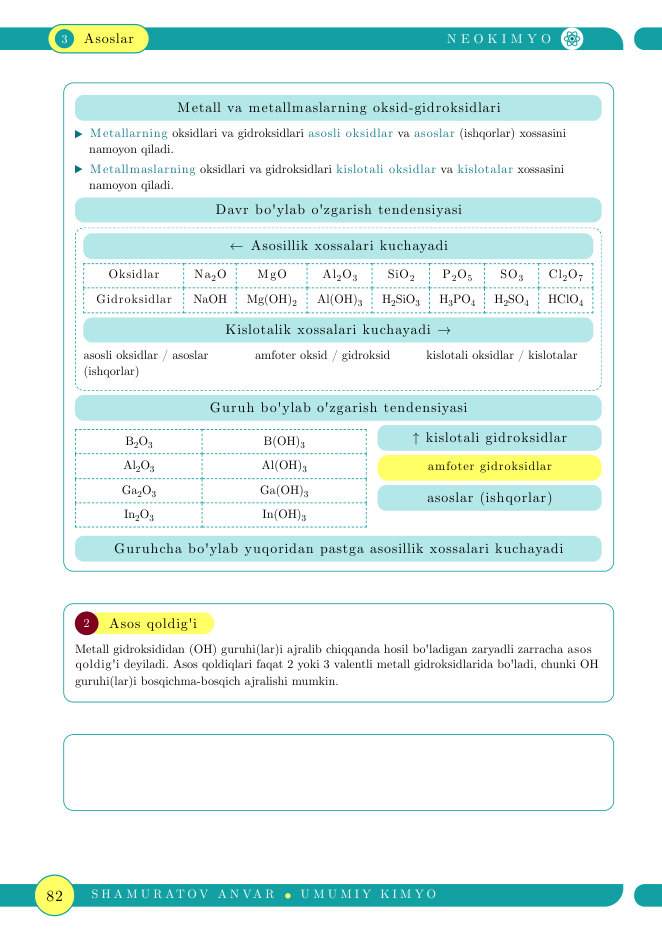 3 Asoslar
NEOKIMYO
Metall va metallmaslarning oksid-gidroksidlari
▶ Metallarning oksidlari va gidroksidlari asosli oksidlar va asoslar (ishqorlar) xossasini
namoyon qiladi.
▶ Metallmaslarning oksidlari va gidroksidlari kislotali oksidlar va kislotalar xossasini
namoyon qiladi.
Davr bo'ylab o'zgarish tendensiyasi
← Asosillik xossalari kuchayadi
Oksidlar Na₂O MgO Al₂O₃ SiO₂ P₂O₅ SO₃ Cl₂O₇
Gidroksidlar NaOH Mg(OH)₂ Al(OH)₃ H₂SiO₃ H₃PO₄ H₂SO₄ HClO₄
Kislotalik xossalari kuchayadi →
asosli oksidlar / asoslar
(ishqorlar)
amfoter oksid / gidroksid
kislotali oksidlar / kislotalar
Guruh bo'ylab o'zgarish tendensiyasi
B₂O₃ B(OH)₃
Al₂O₃ Al(OH)₃
Ga₂O₃ Ga(OH)₃
In₂O₃ In(OH)₃
↑ kislotali gidroksidlar
amfoter gidroksidlar
asoslar (ishqorlar)
Guruhcha bo'ylab yuqoridan pastga asosillik xossalari kuchayadi
2 Asos qoldig'i
Metall gidroksididan (OH) guruhi(lar)i ajralib chiqqanda hosil bo'ladigan zaryadli zarracha asos
qoldig'i deyiladi. Asos qoldiqlari faqat 2 yoki 3 valentli metall gidroksidlarida bo'ladi, chunki OH
guruhi(lar)i bosqichma-bosqich ajralishi mumkin.
82 SHAMURATOV ANVAR ● UMUMIY KIMYO